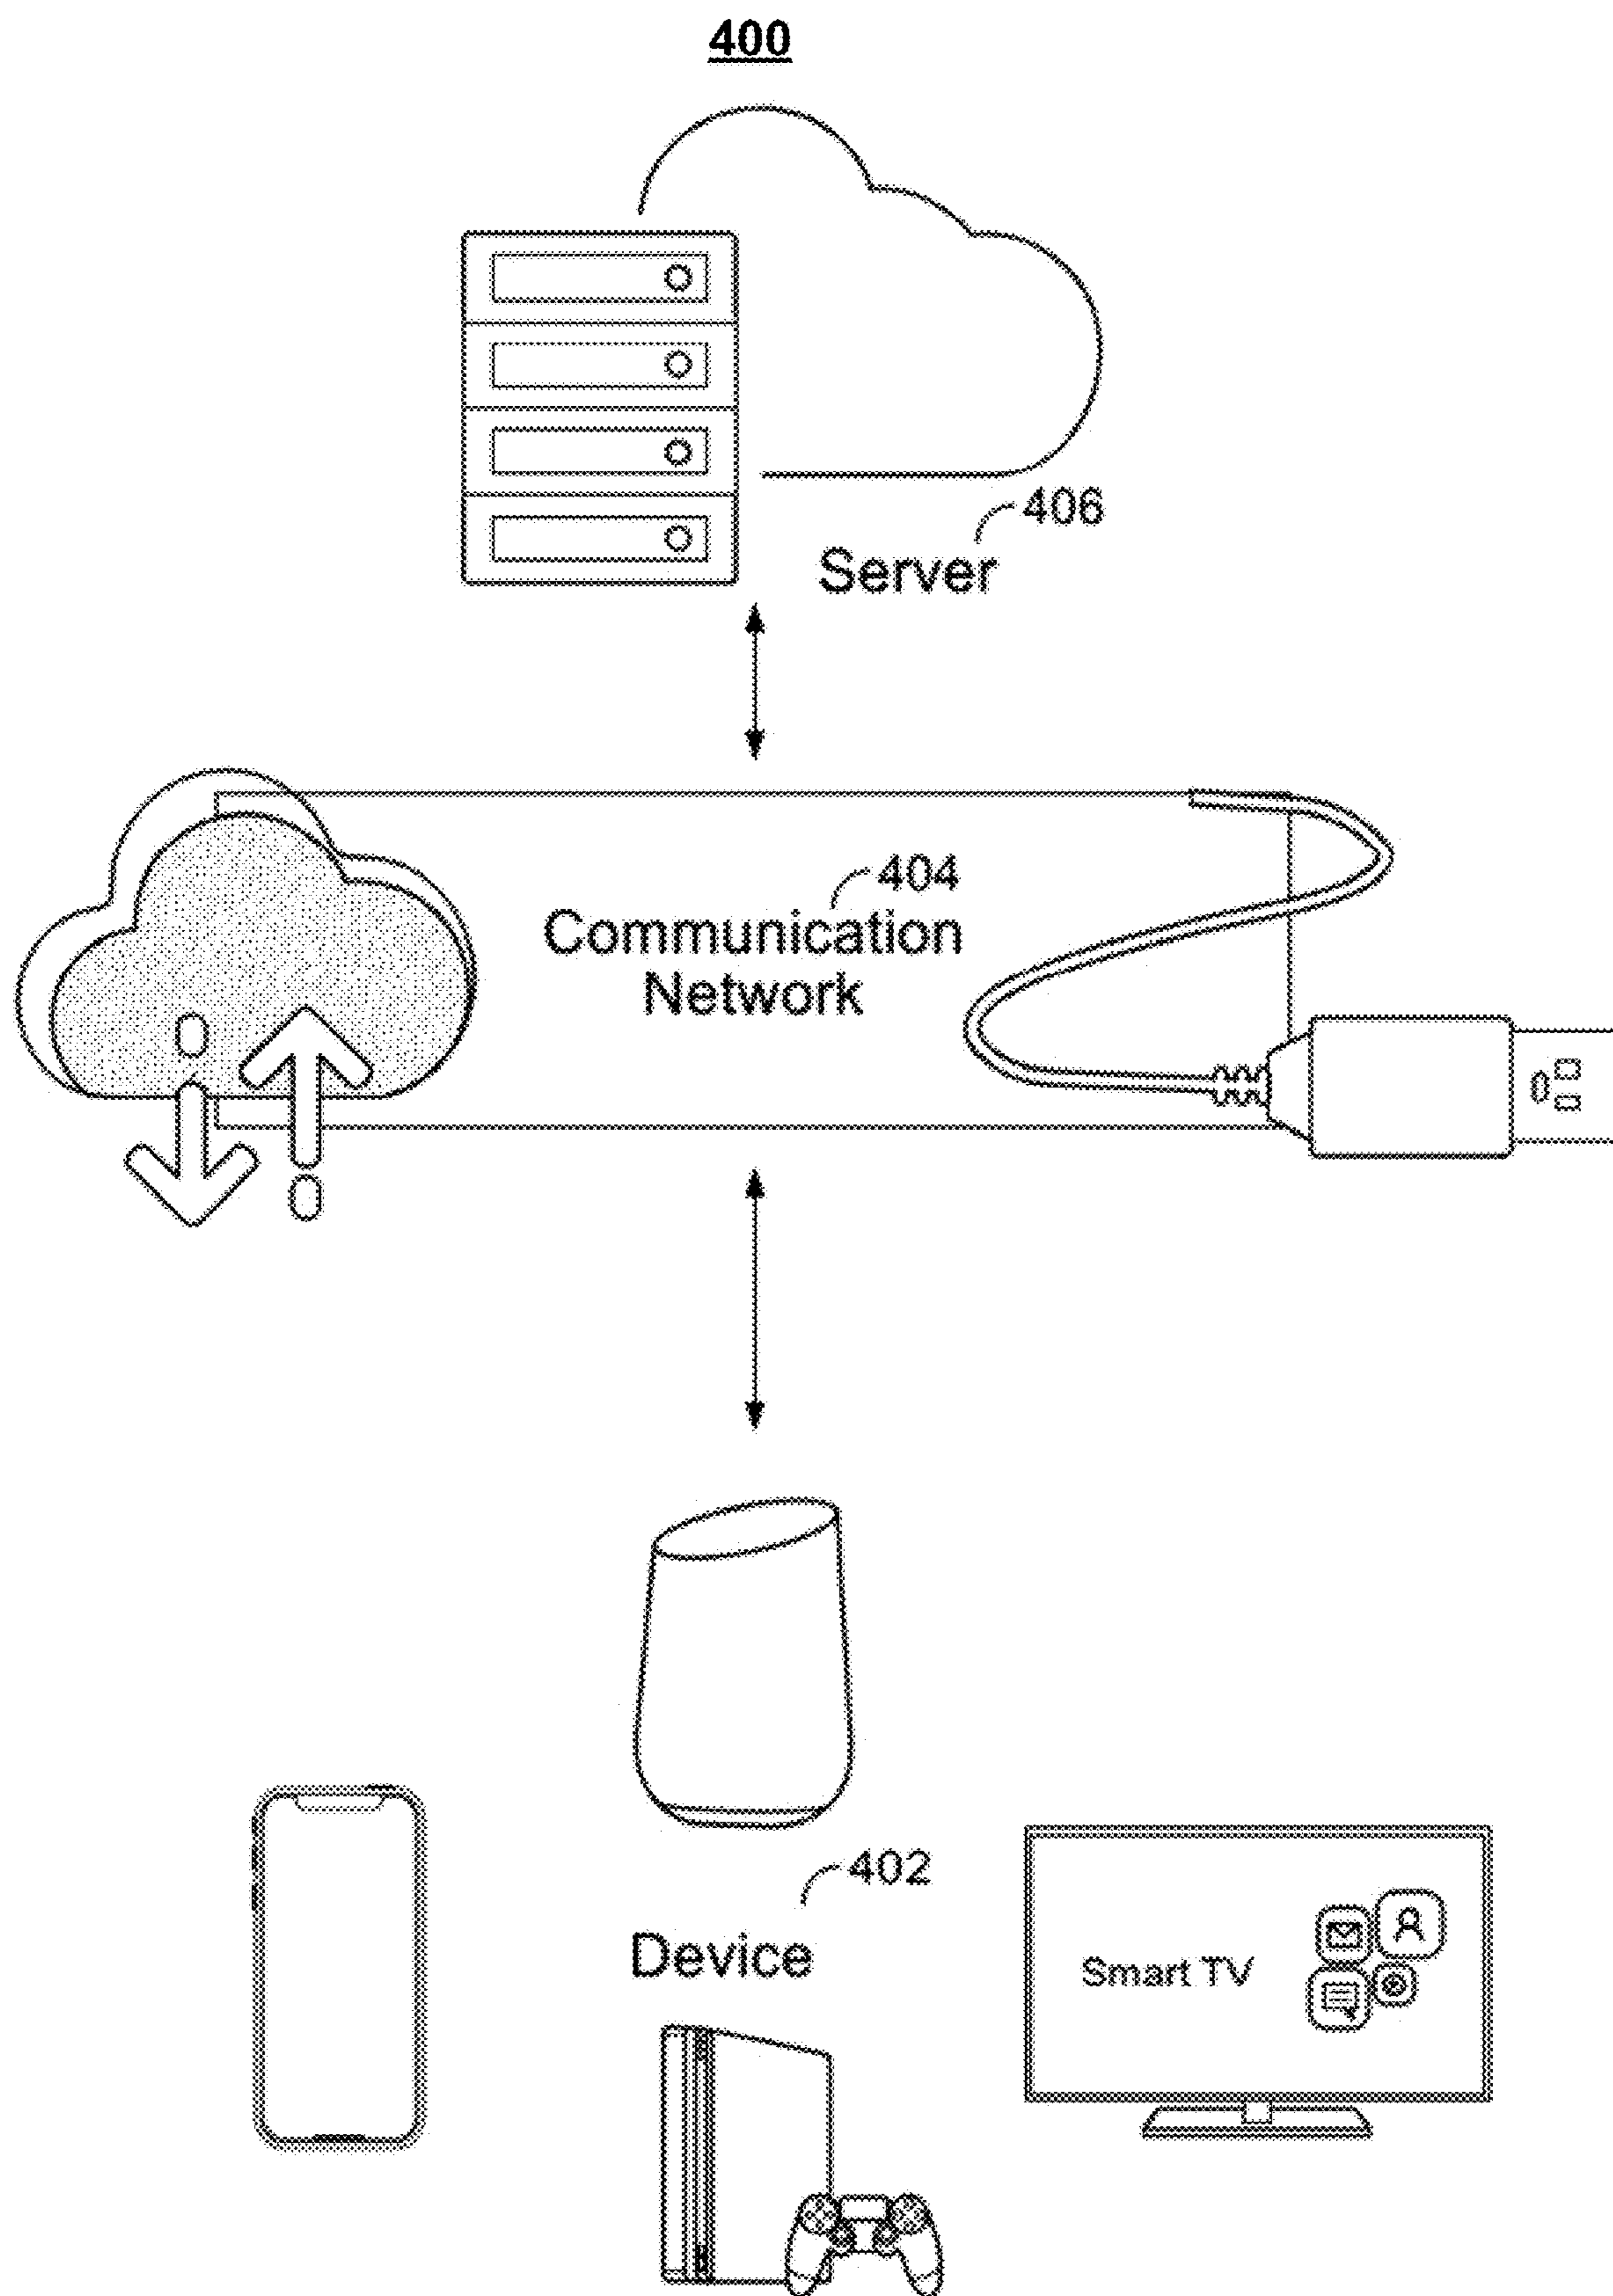 400
406
Server
404
Communication
Network
402
Device
Smart TV